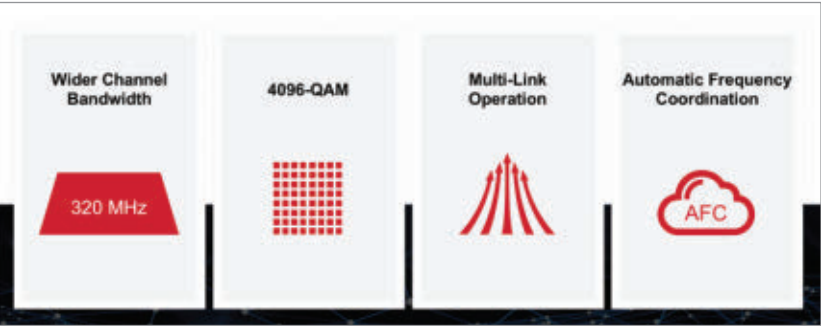 Wider Channel
Bandwidth
320 MHz
4096-QAM
Multi-Link
Operation
Automatic Frequency
Coordination
AFC